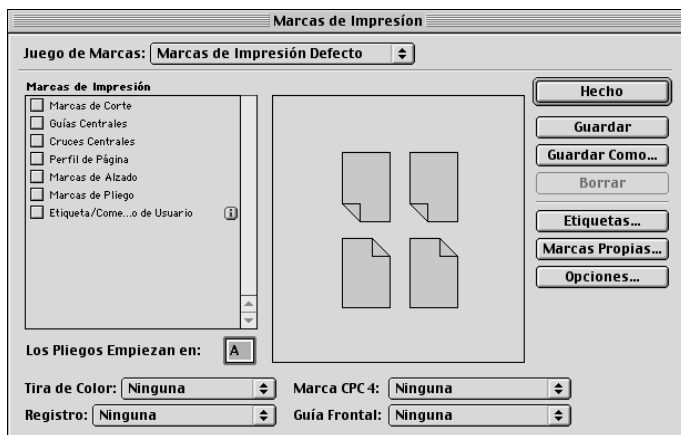 Marcas de Impresíon
Juego de Marcas: Marcas de Impresión Defecto
Marcas de Impresión
Marcas de Corte
Guías Centrales
Cruces Centrales
Perfil de Página
Marcas de Alzado
Marcas de Pliego
Etiqueta/Come...o de Usuario
Los Pliegos Empiezan en: A
Hecho
Guardar
Guardar Como...
Borrar
Etiquetas...
Marcas Propias...
Opciones...
Tira de Color: Ninguna
Marca CPC4: Ninguna
Registro: Ninguna
Guía Frontal: Ninguna